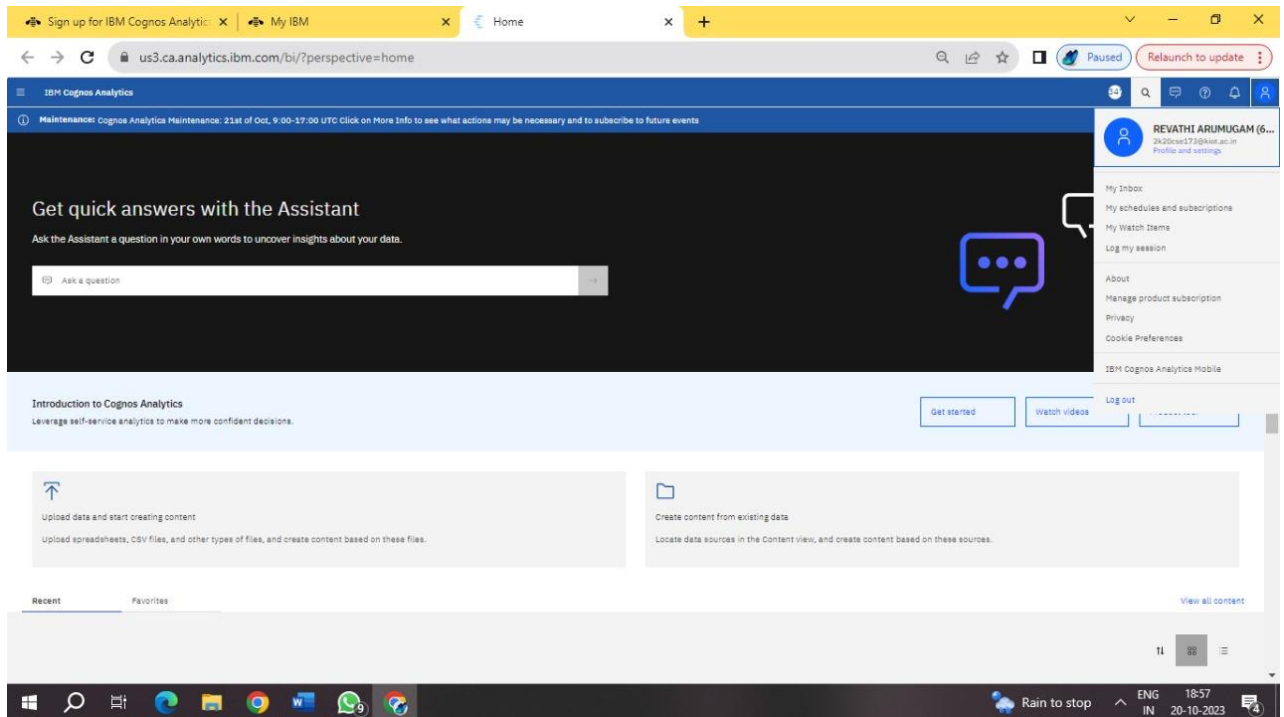 Sign up for IBM Cognos Analytic
My IBM
Home
us3.ca.analytics.ibm.com/bi/?perspective=home
Paused
Relaunch to update
IBM Cognos Analytics
Maintenance: Cognos Analytics Maintenance: 21st of Oct, 9:00-17:00 UTC Click on More Info to see what actions may be necessary and to subscribe to future events
REVATHI ARUMUGAM (6...
Profile and settings
My Inbox
My schedules and subscriptions
My Watch Items
Log my session
About
Manage product subscription
Privacy
Cookie Preferences
IBM Cognos Analytics Mobile
Log out
Get quick answers with the Assistant
Ask the Assistant a question in your own words to uncover insights about your data.
Ask a question
Introduction to Cognos Analytics
Leverage self-service analytics to make more confident decisions.
Get started
Watch videos
Upload data and start creating content
Upload spreadsheets, CSV files, and other types of files, and create content based on these files.
Create content from existing data
Locate data sources in the Content view, and create content based on these sources.
Recent
Favorites
View all content
9
Rain to stop
ENG
IN
18:57
20-10-2023
4